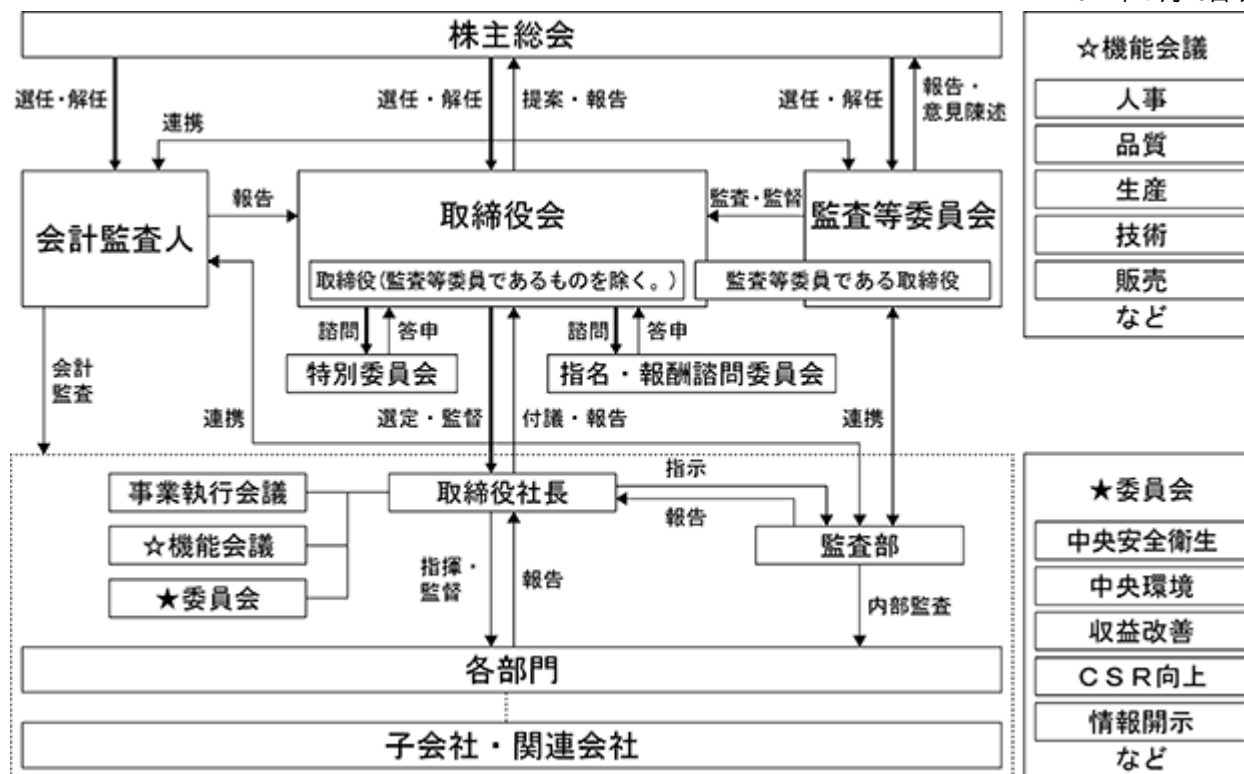 株主総会
選任・解任
選任・解任
提案・報告
選任・解任
報告・
意見陳述
連携
会計監査人
報告
取締役会
監査・監督
監査等委員会
取締役(監査等委員であるものを除く。)
監査等委員である取締役
諮問
答申
諮問
答申
特別委員会
指名・報酬諮問委員会
会計
監査
連携
選定・監督
付議・報告
連携
事業執行会議
取締役社長
指示
報告
監査部
☆機能会議
★委員会
指揮・
監督
報告
内部監査
各部門
子会社・関連会社
☆機能会議
人事
品質
生産
技術
販売
など
★委員会
中央安全衛生
中央環境
収益改善
ＣＳＲ向上
情報開示
など